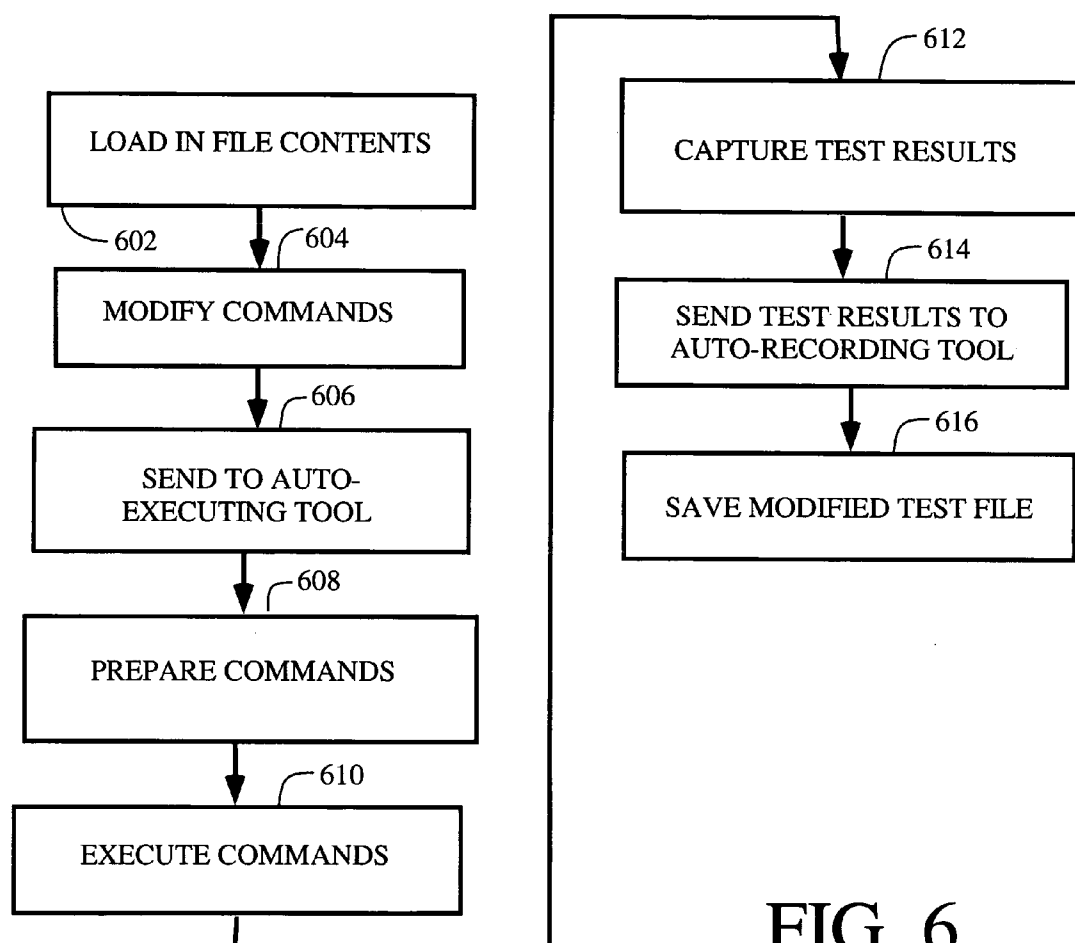 LOAD IN FILE CONTENTS
602
604
MODIFY COMMANDS
606
SEND TO AUTO-
EXECUTING TOOL
608
PREPARE COMMANDS
610
EXECUTE COMMANDS
612
CAPTURE TEST RESULTS
614
SEND TEST RESULTS TO
AUTO-RECORDING TOOL
616
SAVE MODIFIED TEST FILE
FIG. 6